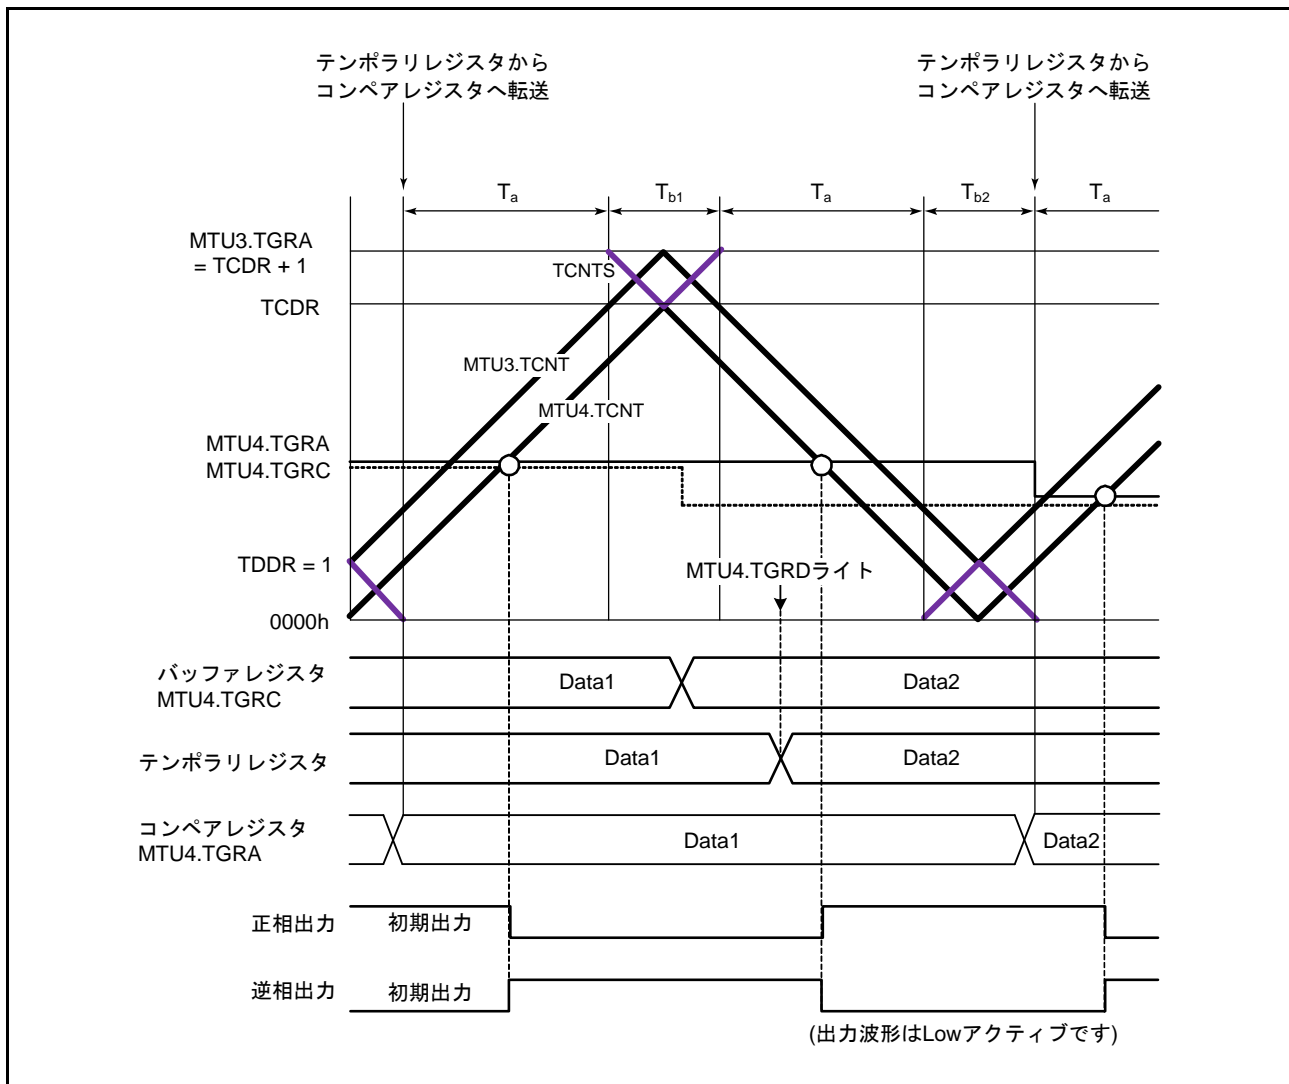 テンポラリレジスタから
コンペアレジスタへ転送
テンポラリレジスタから
コンペアレジスタへ転送
Ta
Tb1
Ta
Tb2
Ta
MTU3.TGRA
= TCDR + 1
TCNTS
TCDR
MTU3.TCNT
MTU4.TCNT
MTU4.TGRA
MTU4.TGRC
TDDR = 1
MTU4.TGRDライト
0000h
バッファレジスタ
MTU4.TGRC
Data1
Data2
テンポラリレジスタ
Data1
Data2
コンペアレジスタ
MTU4.TGRA
Data1
Data2
正相出力
初期出力
逆相出力
初期出力
(出力波形はLowアクティブです)